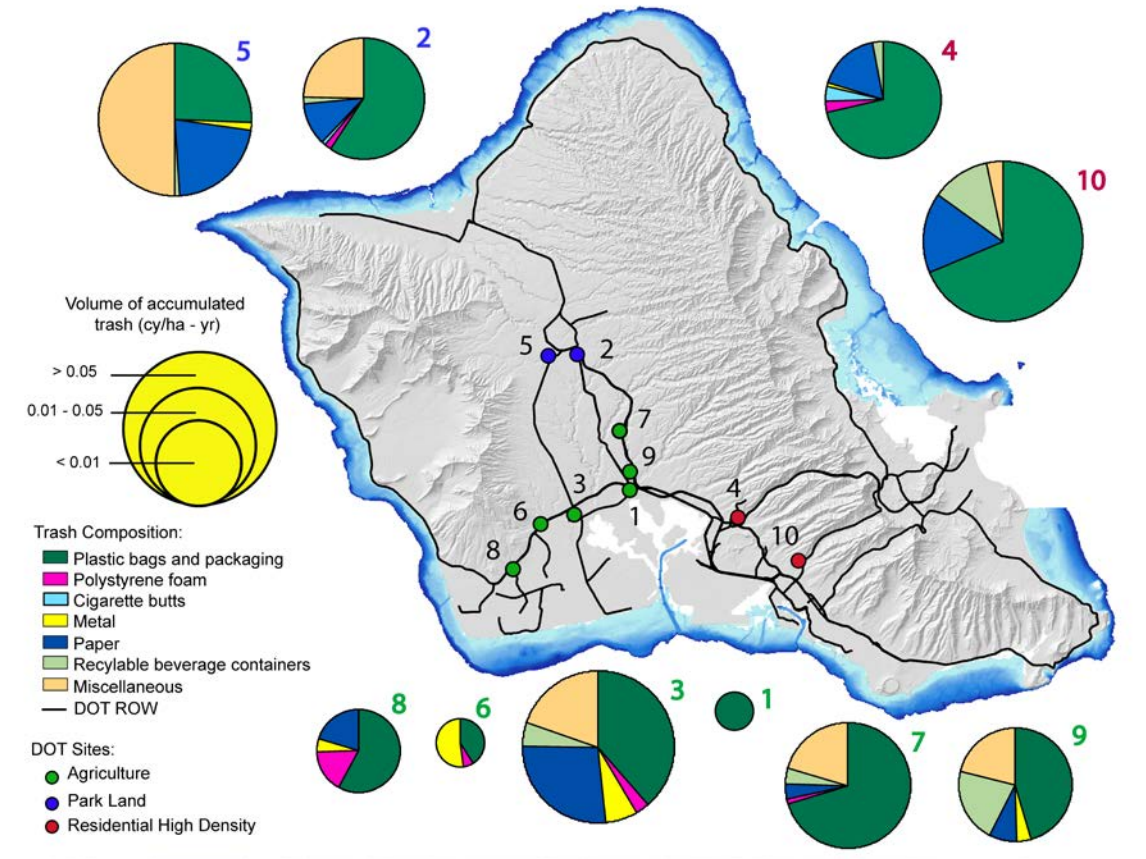 5
2
4
10
Volume of accumulated
trash (cy/ha - yr)
> 0.05
0.01 - 0.05
< 0.01
5
2
7
9
3
4
6
1
10
8
Trash Composition:
Plastic bags and packaging
Polystyrene foam
Cigarette butts
Metal
Paper
Recylable beverage containers
Miscellaneous
DOT ROW
DOT Sites:
Agriculture
Park Land
Residential High Density
8
6
3
1
7
9